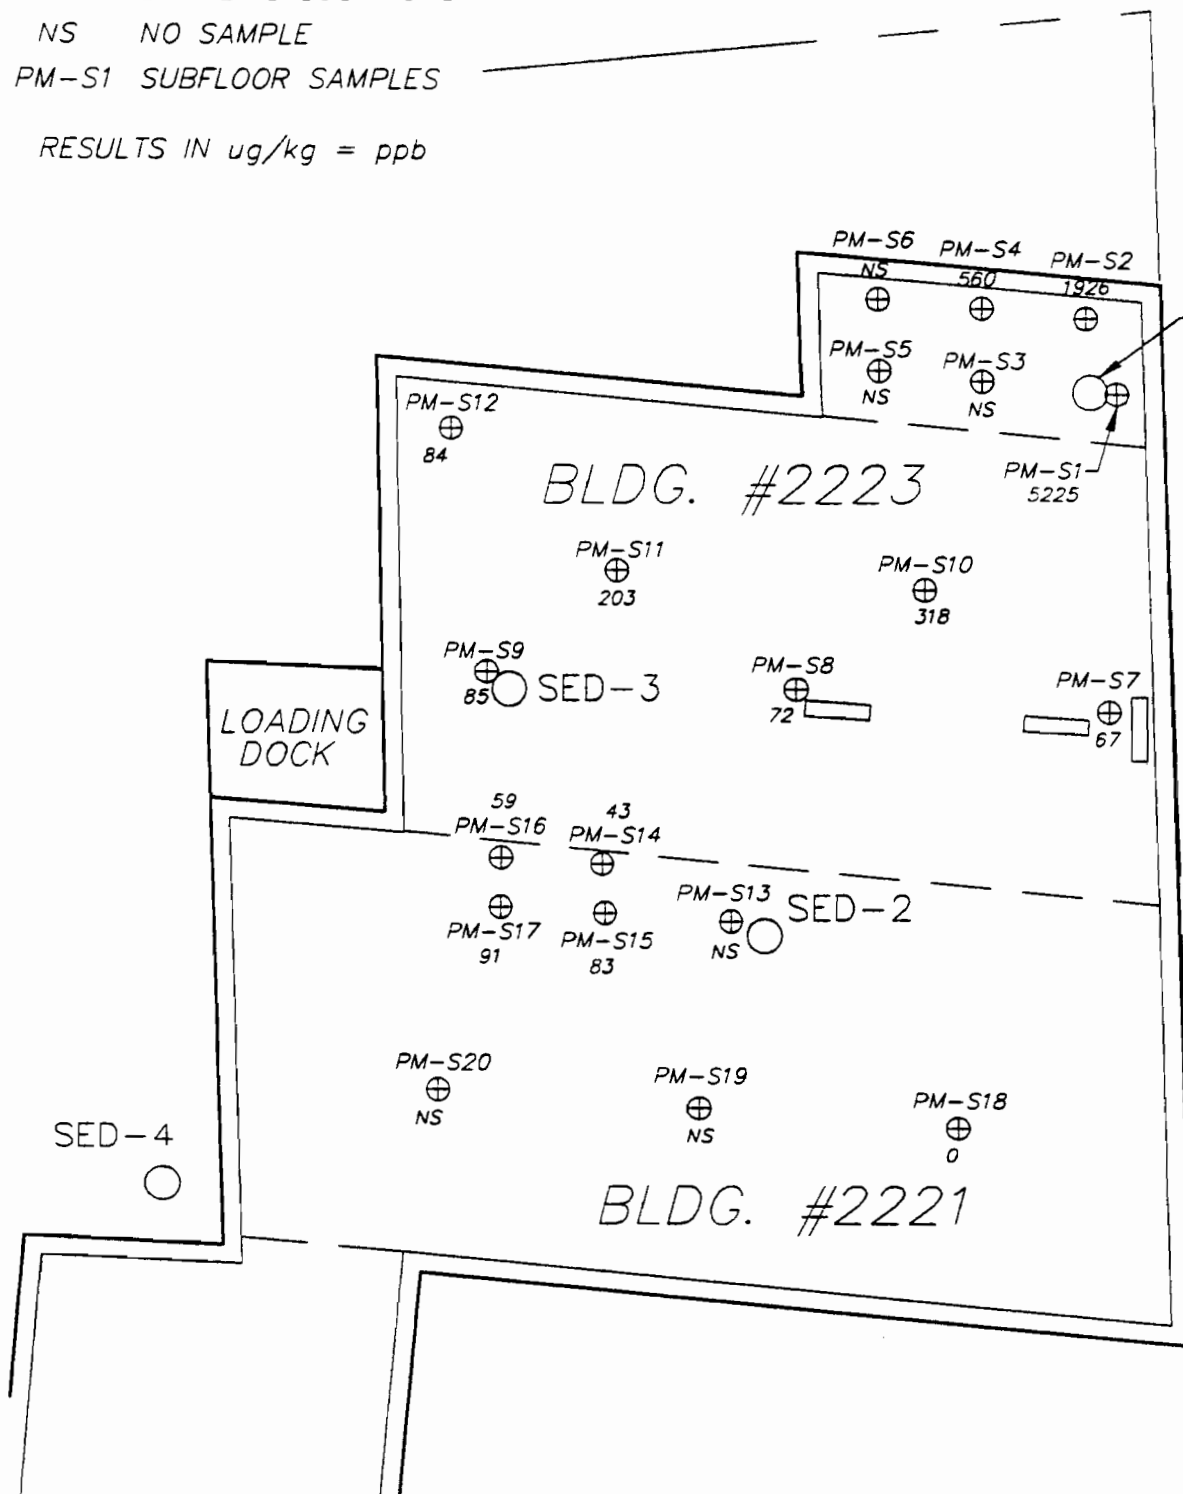 NS NO SAMPLE
PM-S1 SUBFLOOR SAMPLES
RESULTS IN ug/kg = ppb
PM-S6
NS
PM-S4
560
PM-S2
1926
PM-S5
NS
PM-S3
NS
PM-S1
5225
PM-S12
84
BLDG. #2223
PM-S11
203
PM-S10
318
PM-S9
85
SED-3
PM-S8
72
PM-S7
67
LOADING
DOCK
59
PM-S16
43
PM-S14
PM-S13
NS
SED-2
PM-S17
91
PM-S15
83
PM-S20
NS
PM-S19
NS
PM-S18
0
SED-4
BLDG. #2221